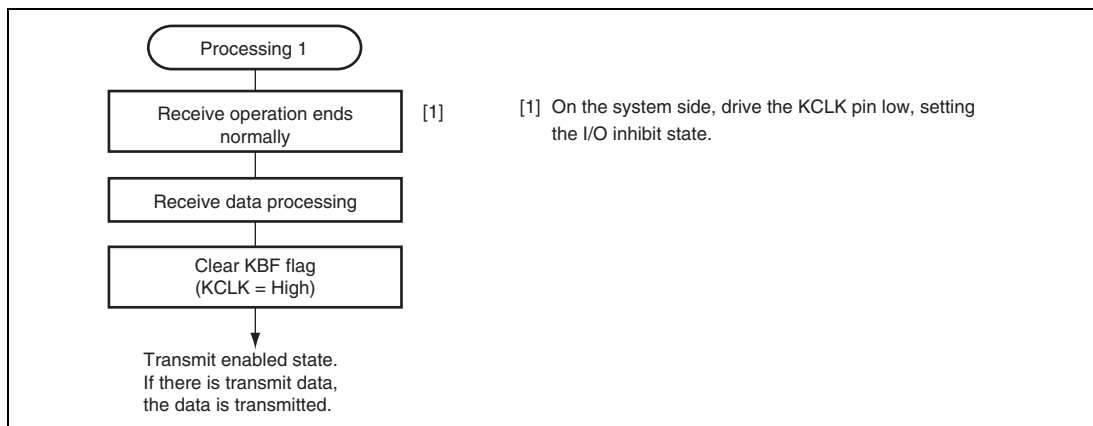 Processing 1
Receive operation ends
normally
[1]
[1] On the system side, drive the KCLK pin low, setting
the I/O inhibit state.
Receive data processing
Clear KBF flag
(KCLK = High)
Transmit enabled state.
If there is transmit data,
the data is transmitted.